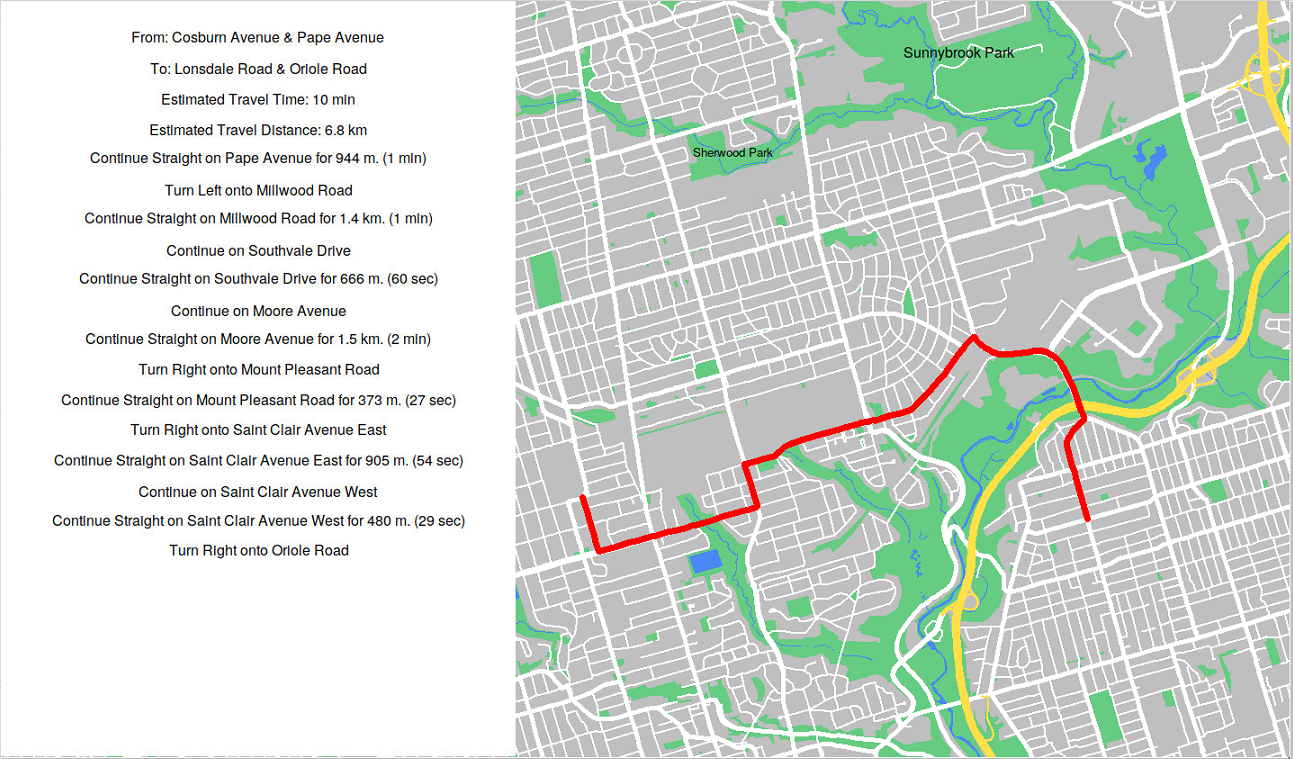 From: Cosburn Avenue & Pape Avenue
To: Lonsdale Road & Oriole Road
Estimated Travel Time: 10 min
Estimated Travel Distance: 6.8 km
Continue Straight on Pape Avenue for 944 m. (1 min)
Turn Left onto Millwood Road
Continue Straight on Millwood Road for 1.4 km. (1 min)
Continue on Southvale Drive
Continue Straight on Southvale Drive for 666 m. (60 sec)
Continue on Moore Avenue
Continue Straight on Moore Avenue for 1.5 km. (2 min)
Turn Right onto Mount Pleasant Road
Continue Straight on Mount Pleasant Road for 373 m. (27 sec)
Turn Right onto Saint Clair Avenue East
Continue Straight on Saint Clair Avenue East for 905 m. (54 sec)
Continue on Saint Clair Avenue West
Continue Straight on Saint Clair Avenue West for 480 m. (29 sec)
Turn Right onto Oriole Road
Sunnybrook Park
Sherwood Park